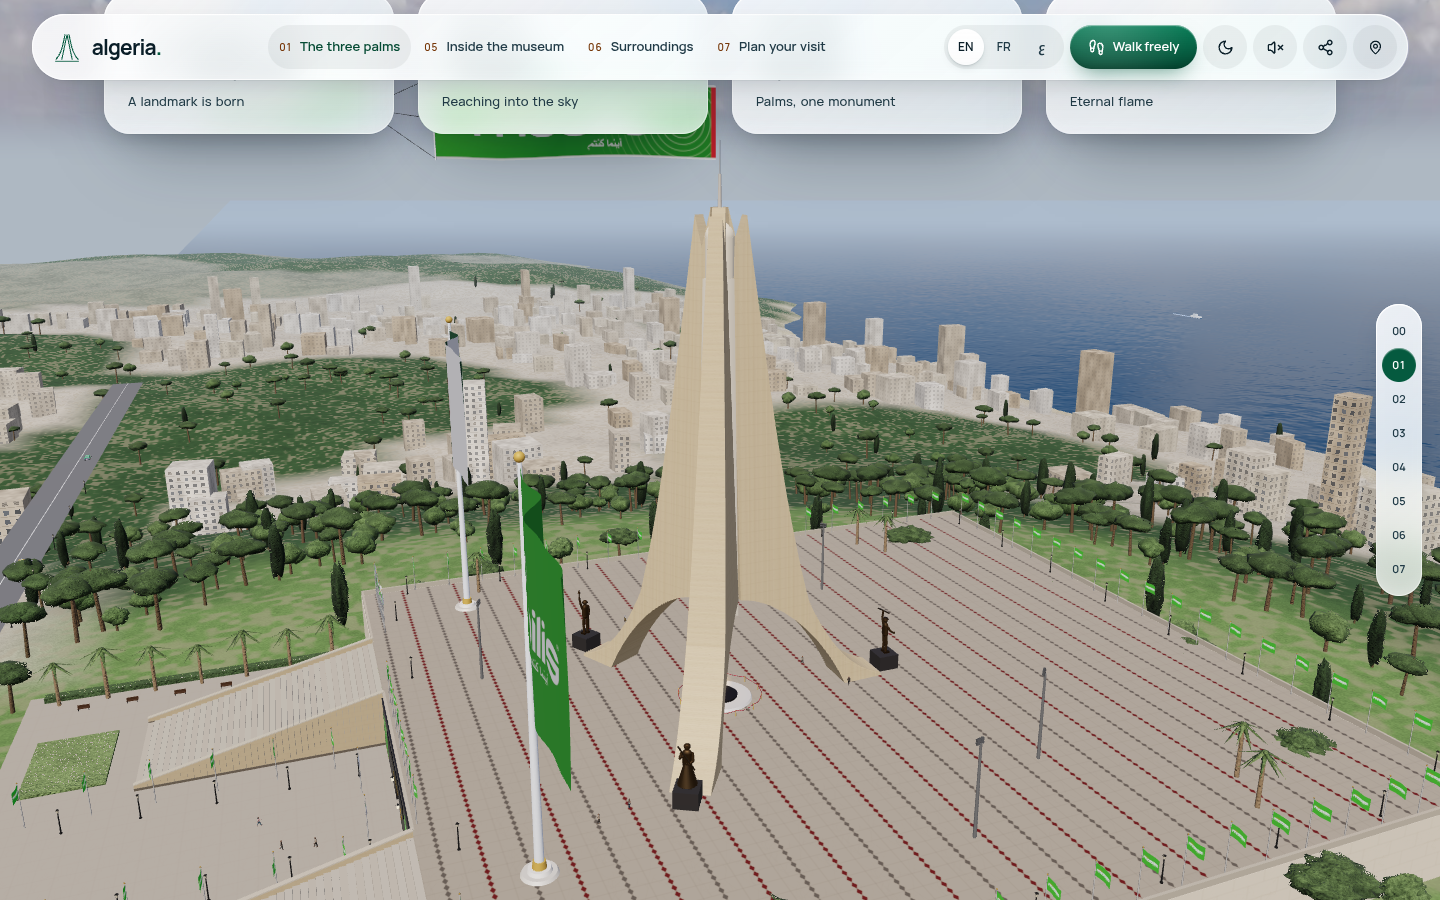 algeria.
01 The three palms
05 Inside the museum
06 Surroundings
07 Plan your visit
EN
FR
ع
Walk freely
A landmark is born
Reaching into the sky
Palms, one monument
Eternal flame
أينما كنتم
00
01
02
03
04
05
06
07